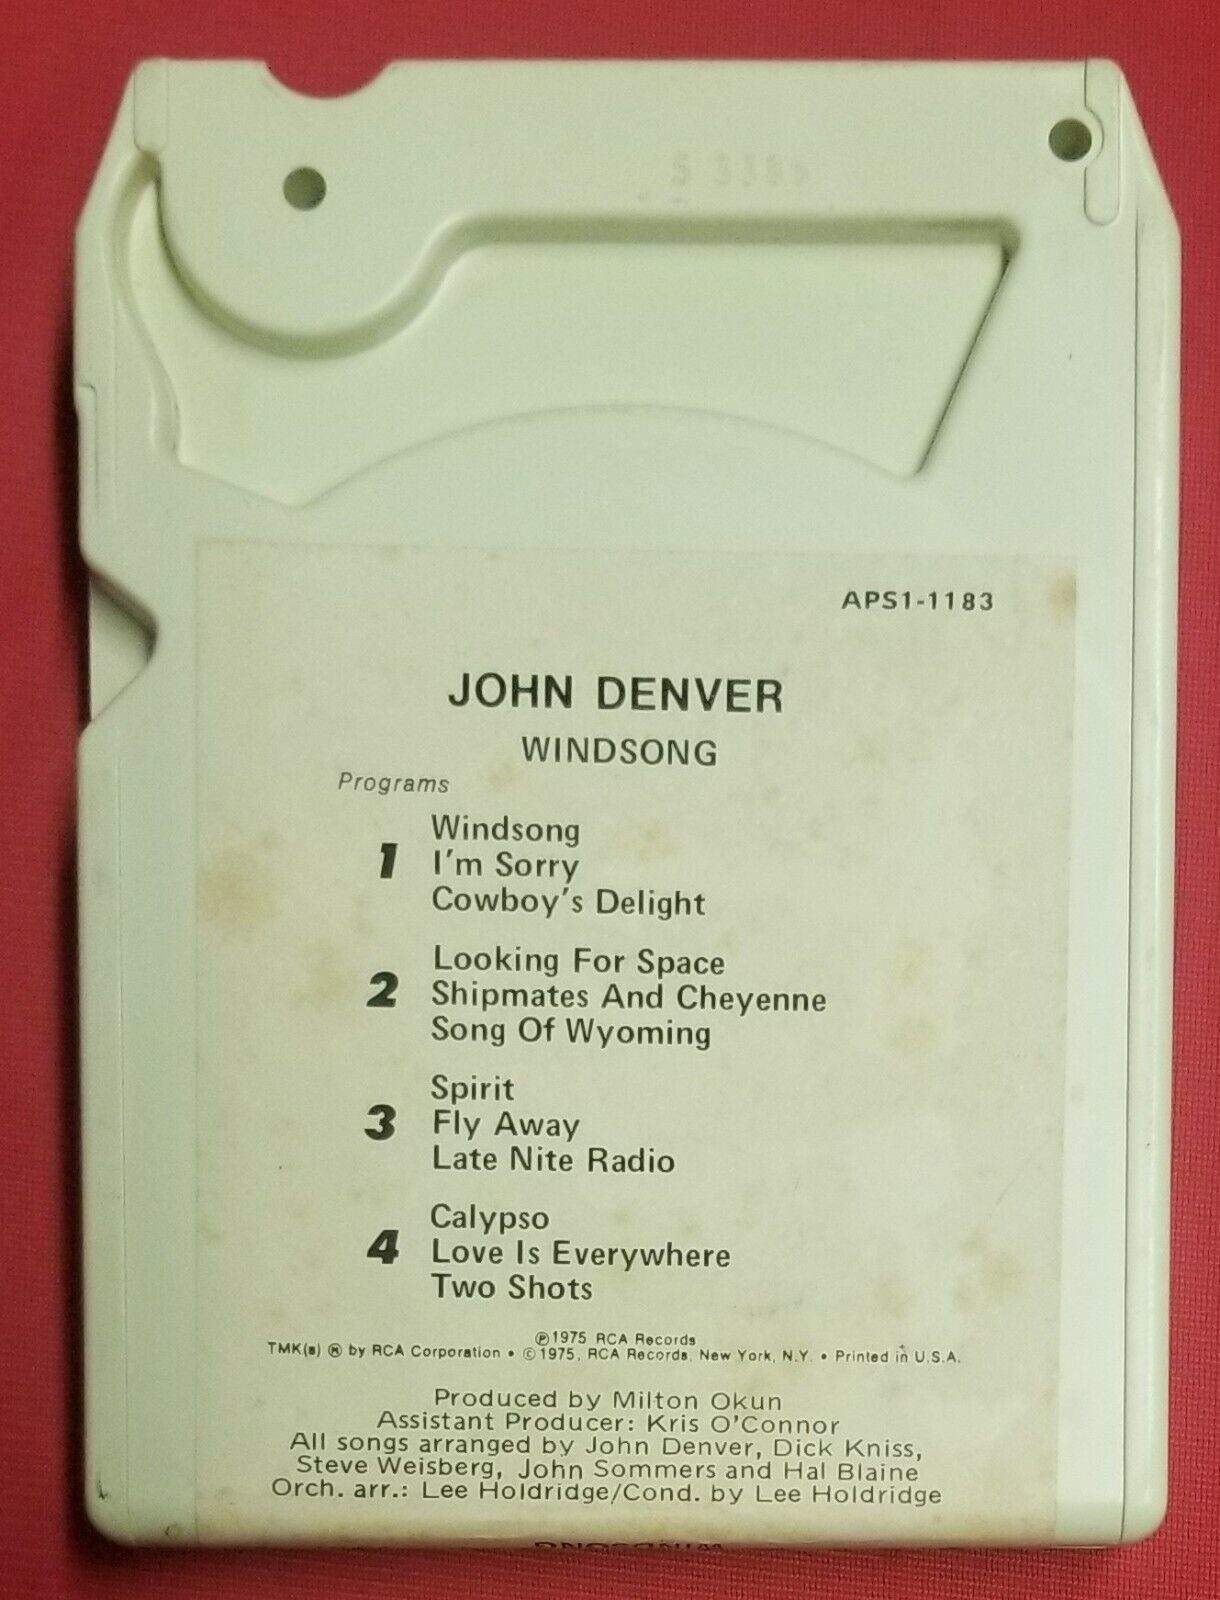 S 3385
APS1-1183
JOHN DENVER
WINDSONG
Programs
1
Windsong
I'm Sorry
Cowboy's Delight
2
Looking For Space
Shipmates And Cheyenne
Song Of Wyoming
3
Spirit
Fly Away
Late Nite Radio
4
Calypso
Love Is Everywhere
Two Shots
℗1975 RCA Records
TMK(s) ® by RCA Corporation • ©1975, RCA Records, New York, N.Y. • Printed in U.S.A.
Produced by Milton Okun
Assistant Producer: Kris O'Connor
All songs arranged by John Denver, Dick Kniss,
Steve Weisberg, John Sommers and Hal Blaine
Orch. arr.: Lee Holdridge/Cond. by Lee Holdridge
WINDSONG